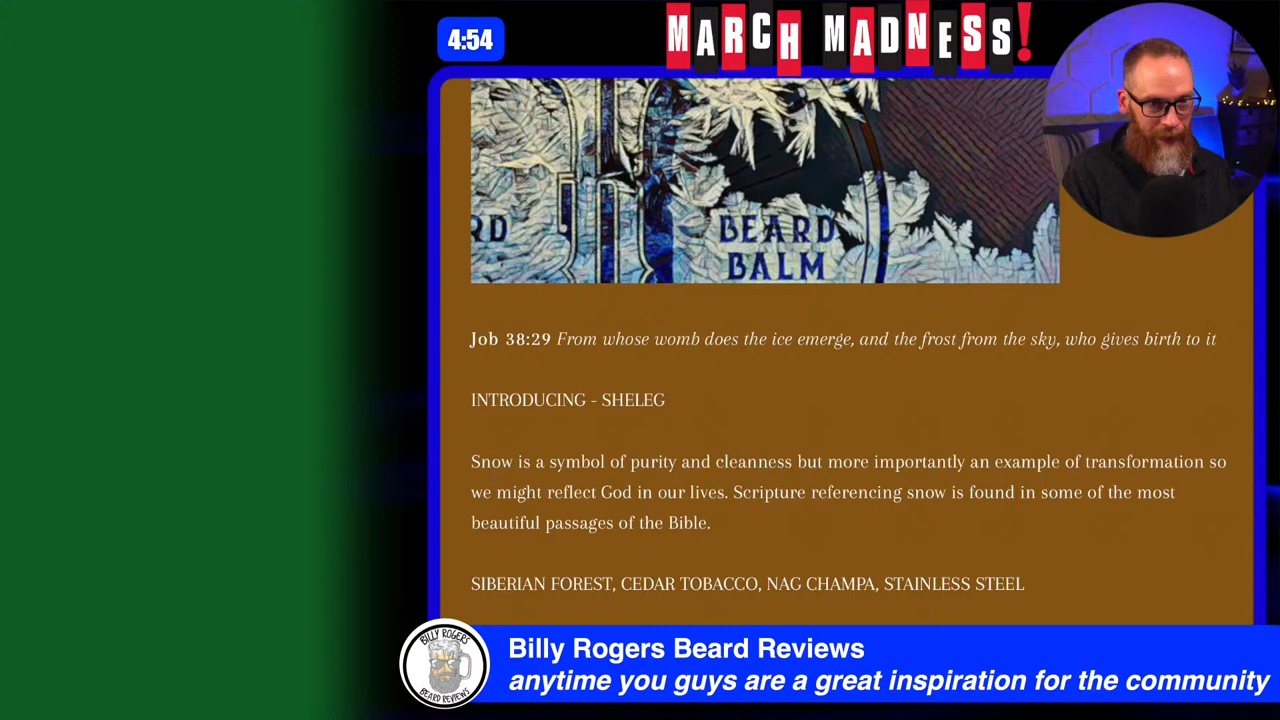 4:54
MARCH MADNESS!
RD
BEARD
BALM
Job 38:29 From whose womb does the ice emerge, and the frost from the sky, who gives birth to it
INTRODUCING - SHELEG
Snow is a symbol of purity and cleanness but more importantly an example of transformation so
we might reflect God in our lives. Scripture referencing snow is found in some of the most
beautiful passages of the Bible.
SIBERIAN FOREST, CEDAR TOBACCO, NAG CHAMPA, STAINLESS STEEL
BILLY ROGERS
BEARD REVIEWS
Billy Rogers Beard Reviews
anytime you guys are a great inspiration for the community